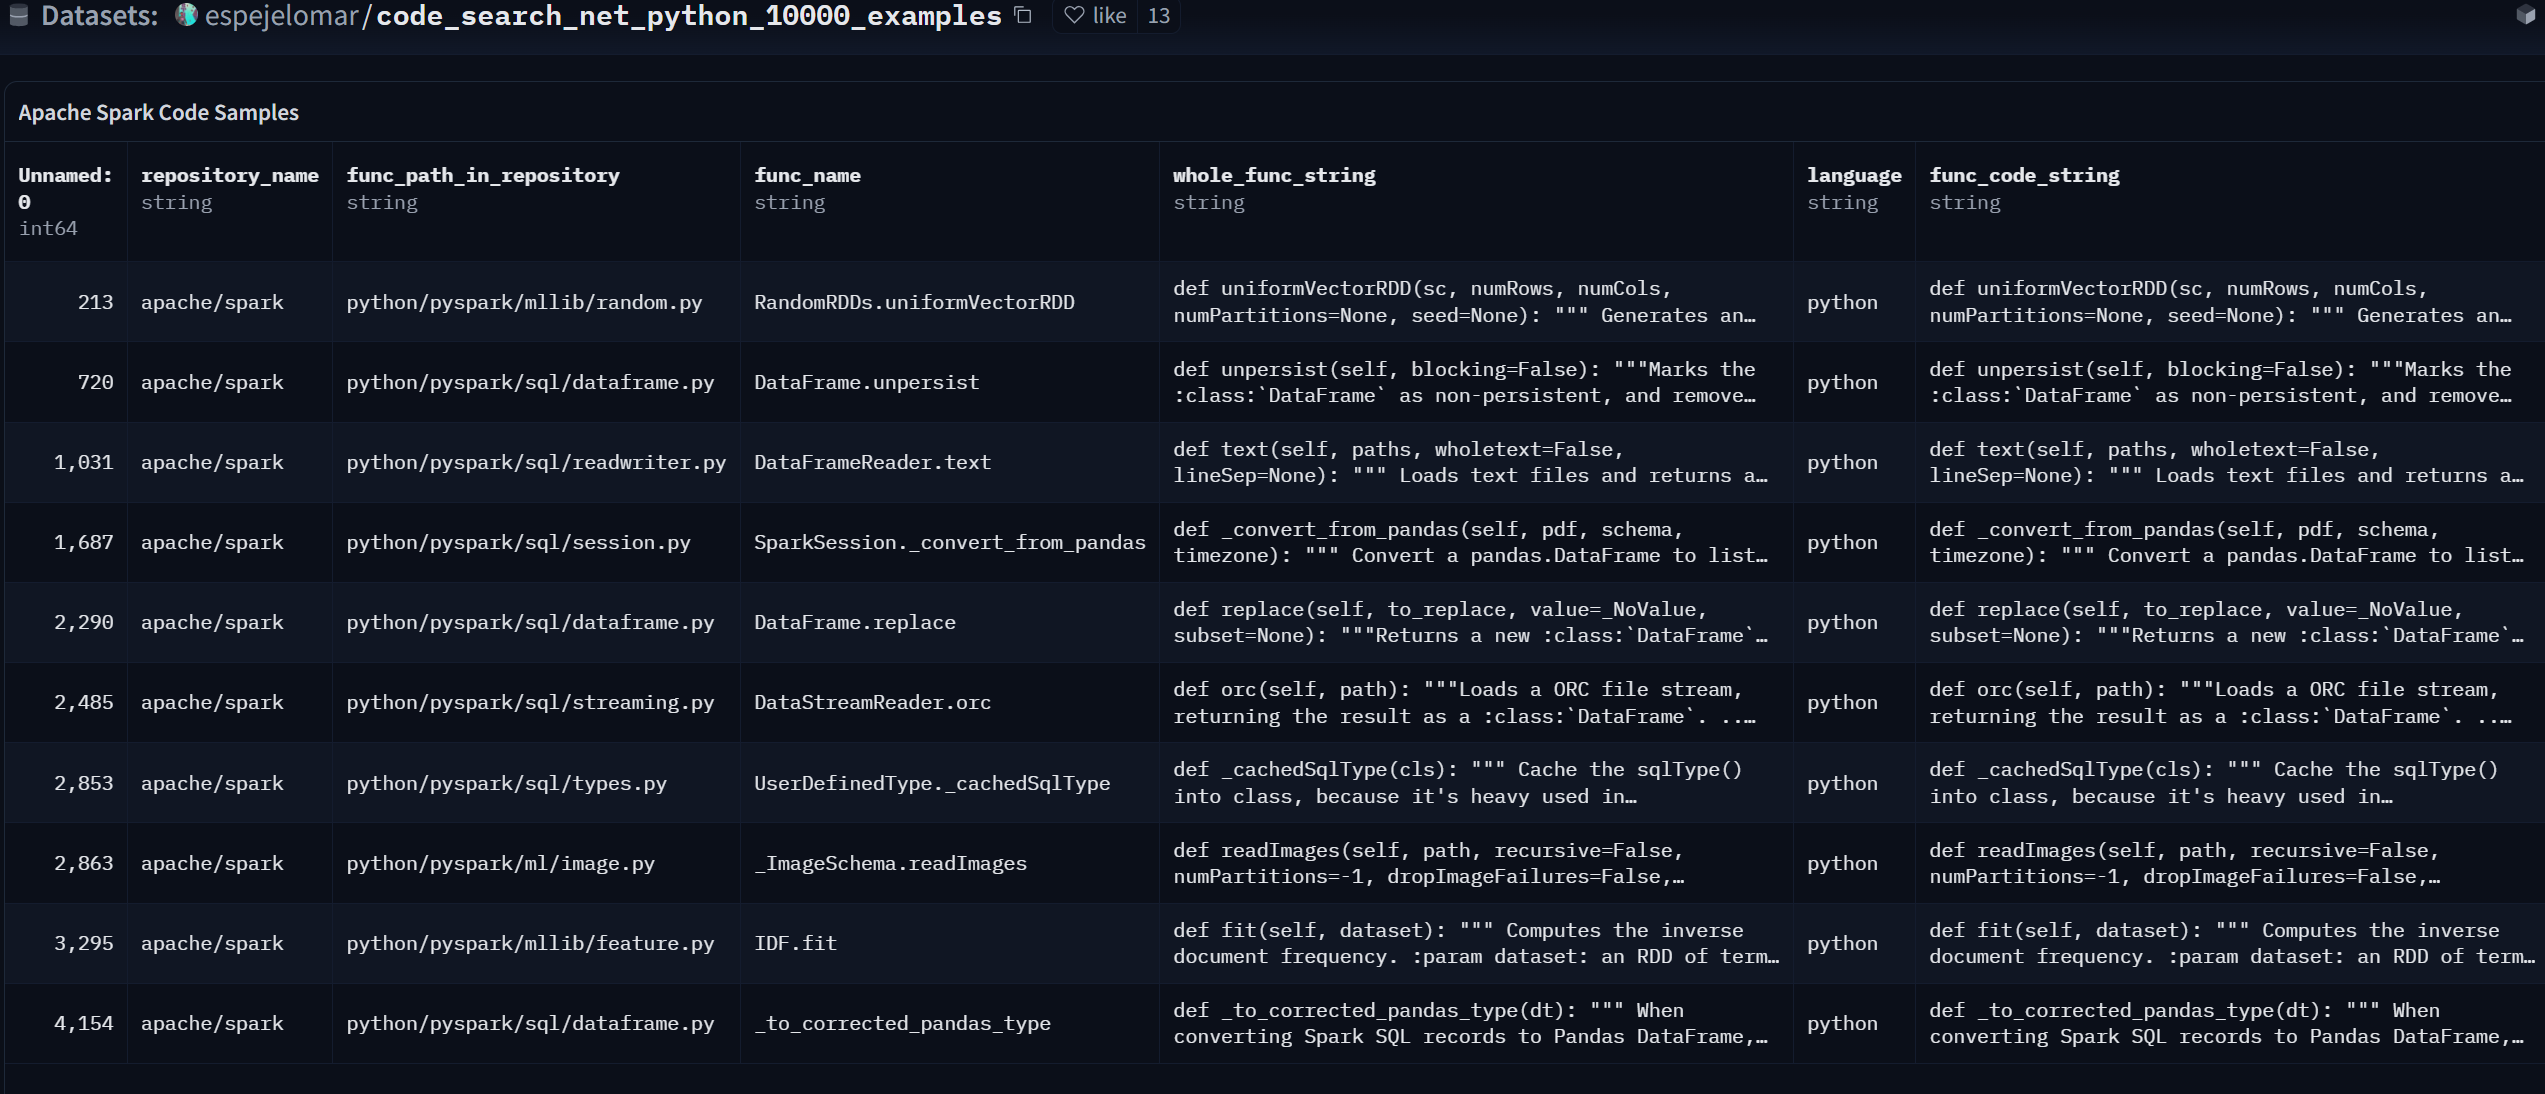 Datasets: espejelomar/code_search_net_python_10000_examples like 13
Apache Spark Code Samples
Unnamed: 0 int64 repository_name string func_path_in_repository string func_name string whole_func_string string language string func_code_string string
213 apache/spark python/pyspark/mllib/random.py RandomRDDs.uniformVectorRDD def uniformVectorRDD(sc, numRows, numCols, numPartitions=None, seed=None): """ Generates an… python def uniformVectorRDD(sc, numRows, numCols, numPartitions=None, seed=None): """ Generates an…
720 apache/spark python/pyspark/sql/dataframe.py DataFrame.unpersist def unpersist(self, blocking=False): """Marks the :class:`DataFrame` as non-persistent, and remove… python def unpersist(self, blocking=False): """Marks the :class:`DataFrame` as non-persistent, and remove…
1,031 apache/spark python/pyspark/sql/readwriter.py DataFrameReader.text def text(self, paths, wholetext=False, lineSep=None): """ Loads text files and returns a… python def text(self, paths, wholetext=False, lineSep=None): """ Loads text files and returns a…
1,687 apache/spark python/pyspark/sql/session.py SparkSession._convert_from_pandas def _convert_from_pandas(self, pdf, schema, timezone): """ Convert a pandas.DataFrame to list… python def _convert_from_pandas(self, pdf, schema, timezone): """ Convert a pandas.DataFrame to list…
2,290 apache/spark python/pyspark/sql/dataframe.py DataFrame.replace def replace(self, to_replace, value=_NoValue, subset=None): """Returns a new :class:`DataFrame`… python def replace(self, to_replace, value=_NoValue, subset=None): """Returns a new :class:`DataFrame`…
2,485 apache/spark python/pyspark/sql/streaming.py DataStreamReader.orc def orc(self, path): """Loads a ORC file stream, returning the result as a :class:`DataFrame`. ..… python def orc(self, path): """Loads a ORC file stream, returning the result as a :class:`DataFrame`. ..…
2,853 apache/spark python/pyspark/sql/types.py UserDefinedType._cachedSqlType def _cachedSqlType(cls): """ Cache the sqlType() into class, because it's heavy used in… python def _cachedSqlType(cls): """ Cache the sqlType() into class, because it's heavy used in…
2,863 apache/spark python/pyspark/ml/image.py _ImageSchema.readImages def readImages(self, path, recursive=False, numPartitions=-1, dropImageFailures=False,… python def readImages(self, path, recursive=False, numPartitions=-1, dropImageFailures=False,…
3,295 apache/spark python/pyspark/mllib/feature.py IDF.fit def fit(self, dataset): """ Computes the inverse document frequency. :param dataset: an RDD of term… python def fit(self, dataset): """ Computes the inverse document frequency. :param dataset: an RDD of term…
4,154 apache/spark python/pyspark/sql/dataframe.py _to_corrected_pandas_type def _to_corrected_pandas_type(dt): """ When converting Spark SQL records to Pandas DataFrame,… python def _to_corrected_pandas_type(dt): """ When converting Spark SQL records to Pandas DataFrame,…